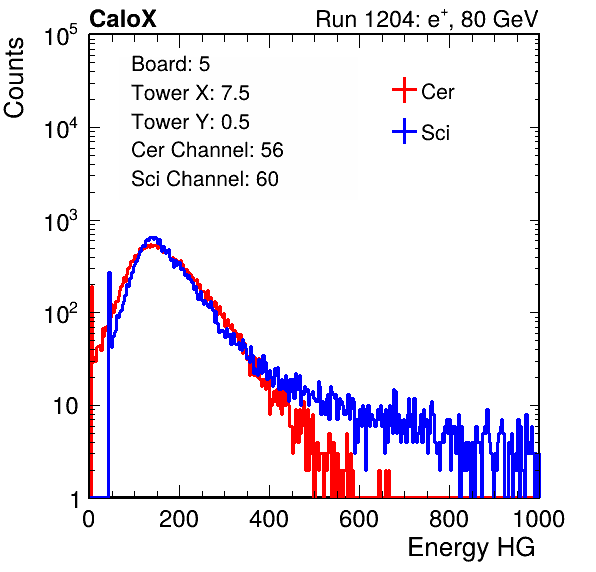 CaloX Run 1204: e⁺, 80 GeV
Counts
Board: 5
Tower X: 7.5
Tower Y: 0.5
Cer Channel: 56
Sci Channel: 60
Cer
Sci
10⁵
10⁴
10³
10²
10
1
0 200 400 600 800 1000
Energy HG